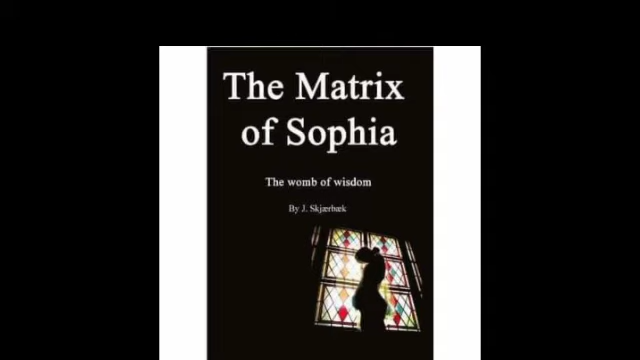 The Matrix
of Sophia
The womb of wisdom
By J. Skjærbæk